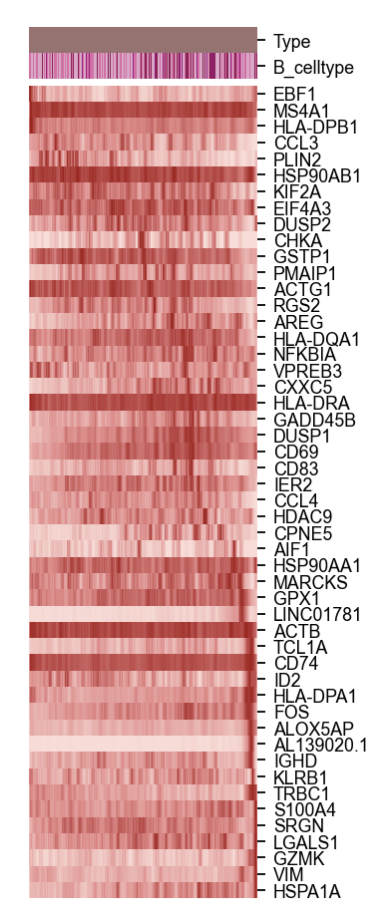 Type
B_celltype
EBF1
MS4A1
HLA-DPB1
CCL3
PLIN2
HSP90AB1
KIF2A
EIF4A3
DUSP2
CHKA
GSTP1
PMAIP1
ACTG1
RGS2
AREG
HLA-DQA1
NFKBIA
VPREB3
CXXC5
HLA-DRA
GADD45B
DUSP1
CD69
CD83
IER2
CCL4
HDAC9
CPNE5
AIF1
HSP90AA1
MARCKS
GPX1
LINC01781
ACTB
TCL1A
CD74
ID2
HLA-DPA1
FOS
ALOX5AP
AL139020.1
IGHD
KLRB1
TRBC1
S100A4
SRGN
LGALS1
GZMK
VIM
HSPA1A